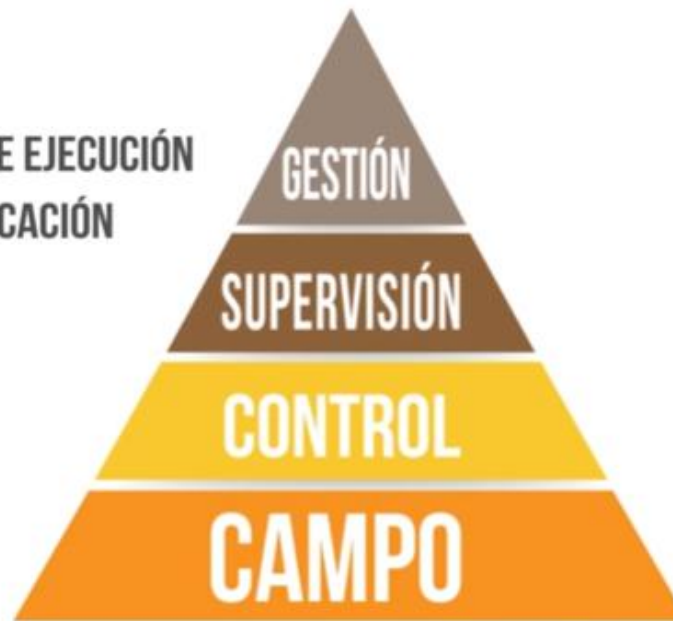 E EJECUCIÓN
CACIÓN
GESTIÓN
SUPERVISIÓN
CONTROL
CAMPO